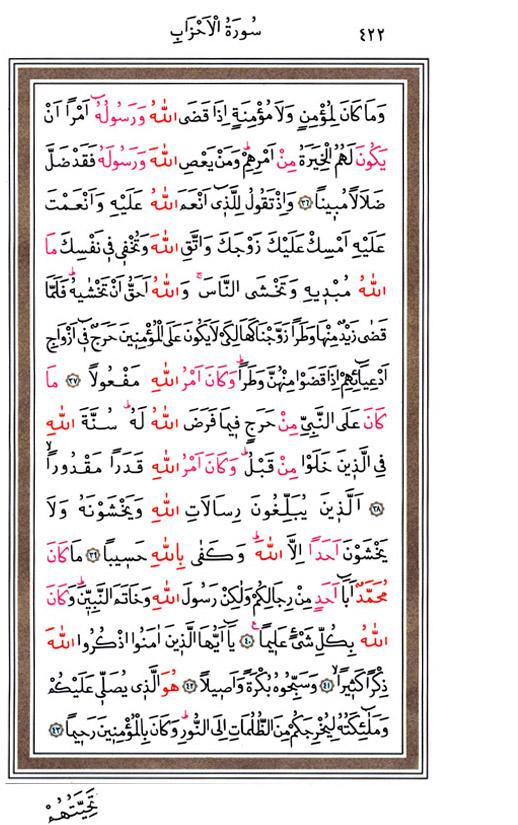 سُورَةُ الْاَحْزَابِ ٤٢٢
وَمَا كَانَ لِمُؤْمِنٍ وَلَا مُؤْمِنَةٍ اِذَا قَضَى اللّٰهُ وَرَسُولُهُٓ اَمْرًا اَنْ
يَكُونَ لَهُمُ الْخِيَرَةُ مِنْ اَمْرِهِمْۜ وَمَنْ يَعْصِ اللّٰهَ وَرَسُولَهُ فَقَدْ ضَلَّ
ضَلَالًا مُبِينًا ﴿٣٦﴾ وَاِذْ تَقُولُ لِلَّذ۪ٓي اَنْعَمَ اللّٰهُ عَلَيْهِ وَاَنْعَمْتَ
عَلَيْهِ اَمْسِكْ عَلَيْكَ زَوْجَكَ وَاتَّقِ اللّٰهَ وَتُخْف۪ي ف۪ي نَفْسِكَ مَا
اللّٰهُ مُبْد۪يهِ وَتَخْشَى النَّاسَۚ وَاللّٰهُ اَحَقُّ اَنْ تَخْشٰيهُۜ فَلَمَّا
قَضٰى زَيْدٌ مِنْهَا وَطَرًا زَوَّجْنَاكَهَا لِكَيْ لَا يَكُونَ عَلَى الْمُؤْمِن۪ينَ حَرَجٌ ف۪ٓي اَزْوَاجِ
اَدْعِيَٓائِهِمْ اِذَا قَضَوْا مِنْهُنَّ وَطَرًاۜ وَكَانَ اَمْرُ اللّٰهِ مَفْعُولًا ﴿٣٧﴾ مَا
كَانَ عَلَى النَّبِيِّ مِنْ حَرَجٍ ف۪يمَا فَرَضَ اللّٰهُ لَهُۜ سُنَّةَ اللّٰهِ
فِي الَّذ۪ينَ خَلَوْا مِنْ قَبْلُۜ وَكَانَ اَمْرُ اللّٰهِ قَدَرًا مَقْدُورًاۙ
﴿٣٨﴾ اَلَّذ۪ينَ يُبَلِّغُونَ رِسَالَاتِ اللّٰهِ وَيَخْشَوْنَهُ وَلَا
يَخْشَوْنَ اَحَدًا اِلَّا اللّٰهَۜ وَكَفٰى بِاللّٰهِ حَس۪يبًا ﴿٣٩﴾ مَا كَانَ
مُحَمَّدٌ اَبَٓا اَحَدٍ مِنْ رِجَالِكُمْ وَلٰكِنْ رَسُولَ اللّٰهِ وَخَاتَمَ النَّبِيّ۪نَۜ وَكَانَ
اللّٰهُ بِكُلِّ شَيْءٍ عَل۪يمًا۟ ﴿٤٠﴾ يَٓا اَيُّهَا الَّذ۪ينَ اٰمَنُوا اذْكُرُوا اللّٰهَ
ذِكْرًا كَث۪يرًاۙ ﴿٤١﴾ وَسَبِّحُوهُ بُكْرَةً وَاَص۪يلًا ﴿٤٢﴾ هُوَ الَّذ۪ي يُصَلّ۪ي عَلَيْكُمْ
وَمَلٰٓئِكَتُهُ لِيُخْرِجَكُمْ مِنَ الظُّلُمَاتِ اِلَى النُّورِۜ وَكَانَ بِالْمُؤْمِن۪ينَ رَح۪يمًا ﴿٤٣﴾
تَحِيَّتُهُمْ